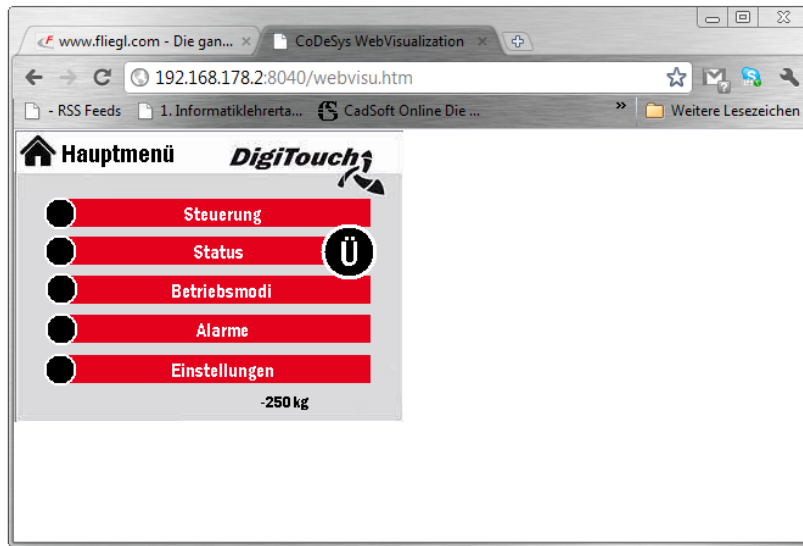 www.fliegl.com - Die gan...
CoDeSys WebVisualization
192.168.178.2:8040/webvisu.htm
- RSS Feeds
1. Informatiklehrerta...
CadSoft Online Die ...
»
Weitere Lesezeichen
Hauptmenü
DigiTouch
Steuerung
Status
Ü
Betriebsmodi
Alarme
Einstellungen
-250 kg